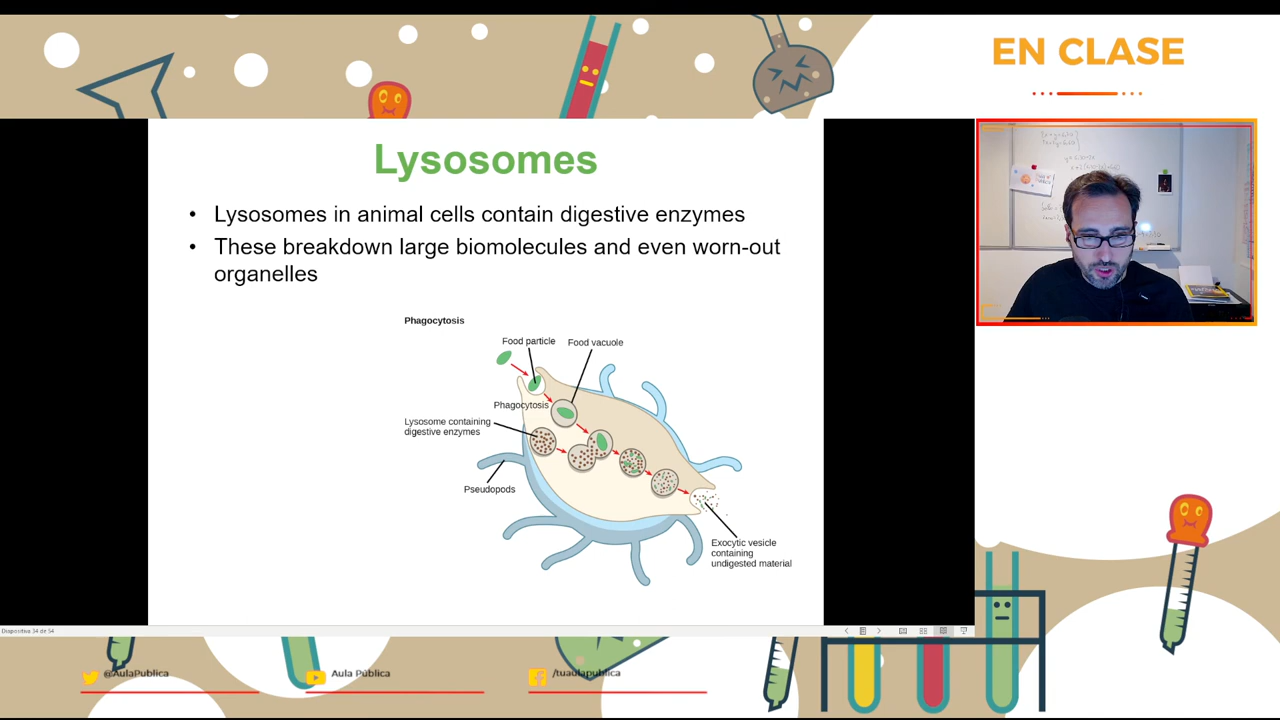 EN CLASE
Lysosomes
• Lysosomes in animal cells contain digestive enzymes
• These breakdown large biomolecules and even worn-out
organelles
Phagocytosis
Food particle
Food vacuole
Phagocytosis
Lysosome containing
digestive enzymes
Pseudopods
Exocytic vesicle
containing
undigested material
Diapositiva 34 de 54
@AulaPublica
Aula Pública
/tuaulapublica